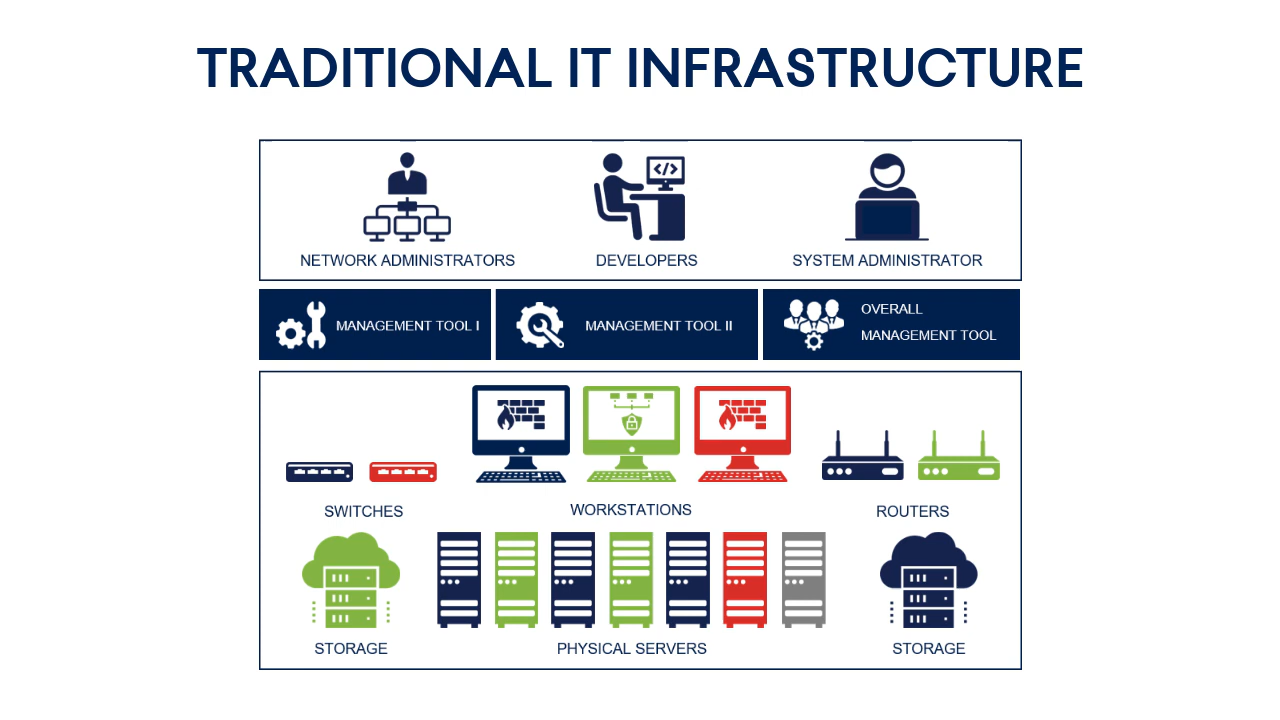 TRADITIONAL IT INFRASTRUCTURE
</>
NETWORK ADMINISTRATORS
DEVELOPERS
SYSTEM ADMINISTRATOR
MANAGEMENT TOOL I
MANAGEMENT TOOL II
OVERALL
MANAGEMENT TOOL
SWITCHES
WORKSTATIONS
ROUTERS
STORAGE
PHYSICAL SERVERS
STORAGE